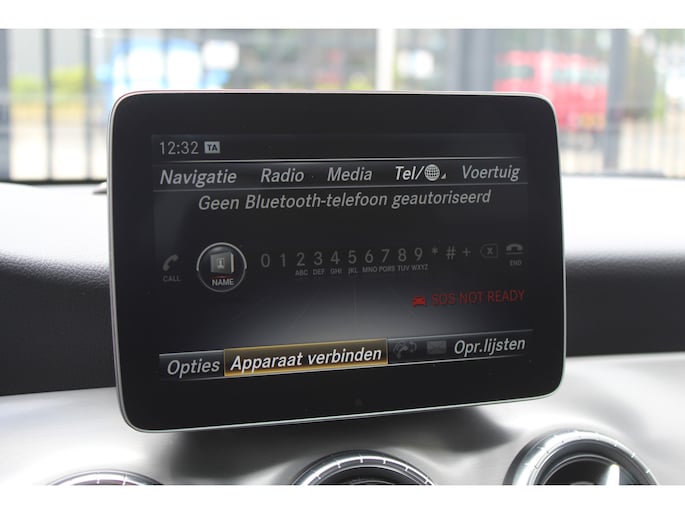 12:32 TA
Navigatie Radio Media Tel/ Voertuig
Geen Bluetooth-telefoon geautoriseerd
0 1 2 3 4 5 6 7 8 9 * # +
CALL NAME ABC DEF GHI JKL MNO PQRS TUV WXYZ END
SOS NOT READY
Opties Apparaat verbinden Opr.lijsten